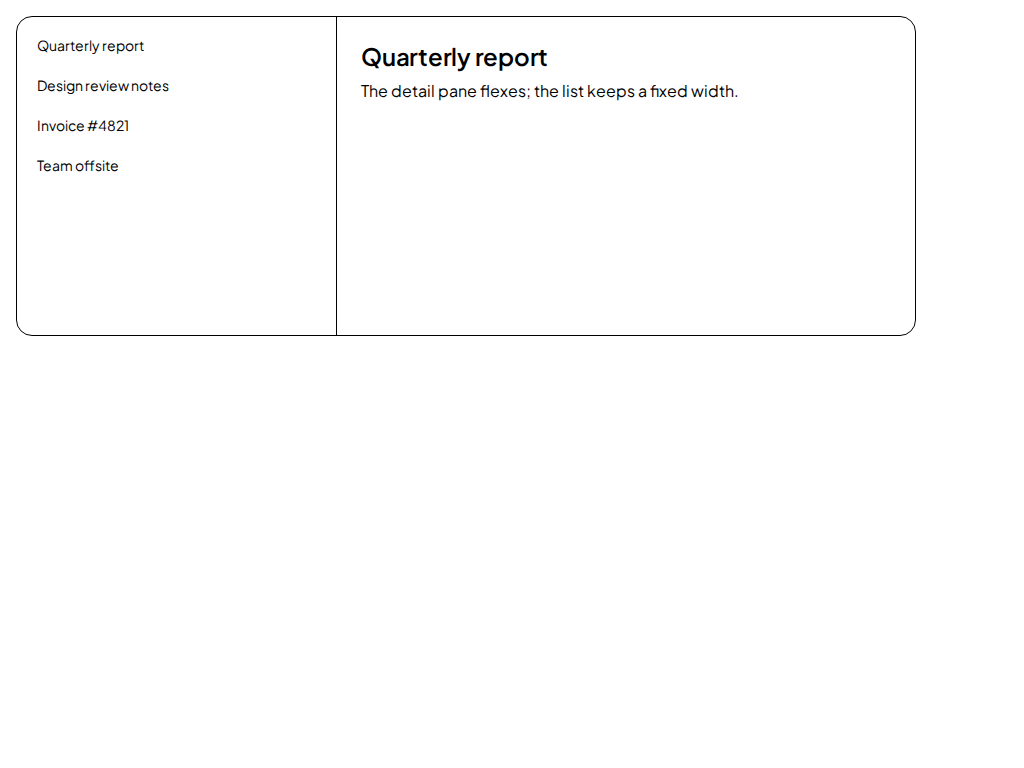 Quarterly report
Design review notes
Invoice #4821
Team offsite
Quarterly report
The detail pane flexes; the list keeps a fixed width.